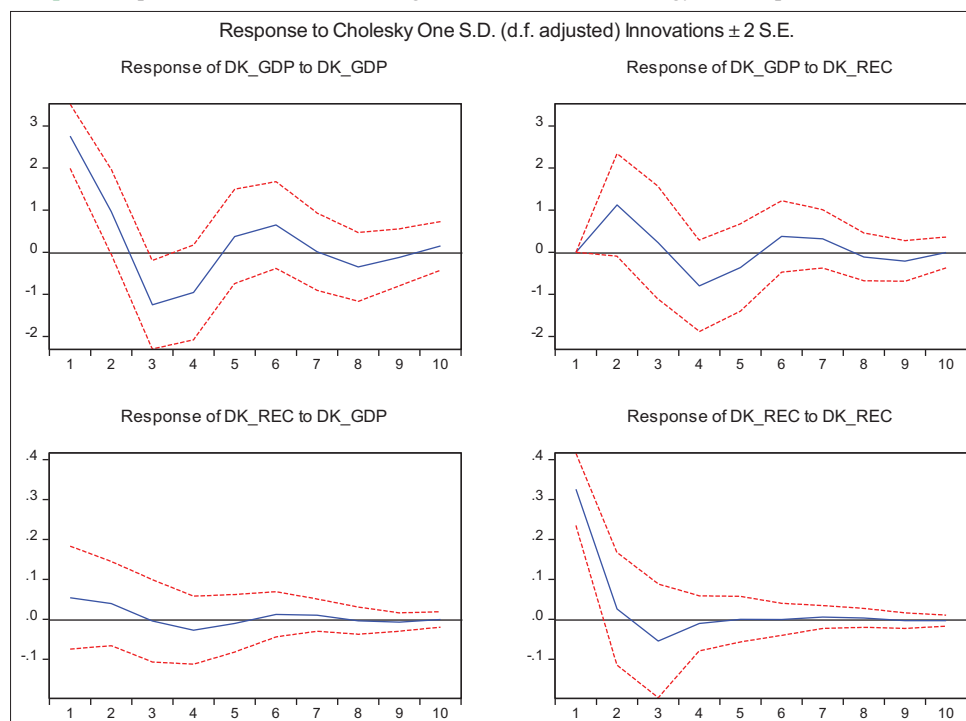 Response to Cholesky One S.D. (d.f. adjusted) Innovations ± 2 S.E.
Response of DK_GDP to DK_GDP
3
2
1
0
-1
-2
1 2 3 4 5 6 7 8 9 10
Response of DK_GDP to DK_REC
3
2
1
0
-1
-2
1 2 3 4 5 6 7 8 9 10
Response of DK_REC to DK_GDP
.4
.3
.2
.1
.0
-.1
1 2 3 4 5 6 7 8 9 10
Response of DK_REC to DK_REC
.4
.3
.2
.1
.0
-.1
1 2 3 4 5 6 7 8 9 10